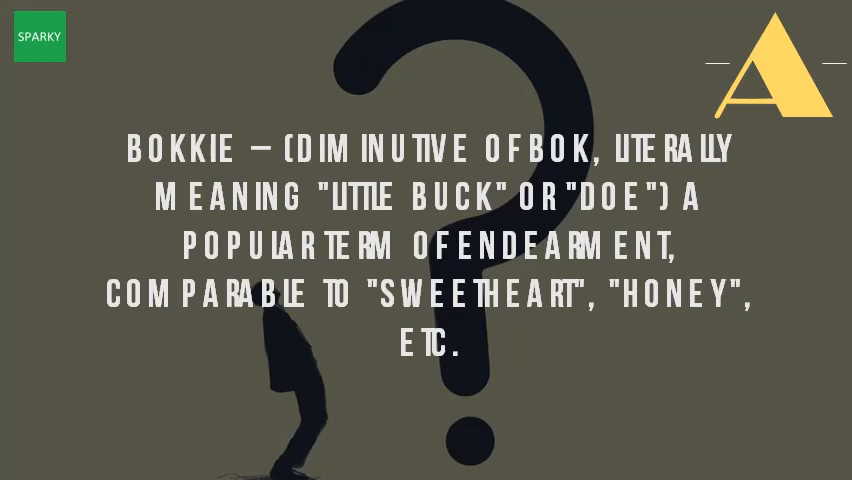 SPARKY
A
BOKKIE – (DIMINUTIVE OF BOK, LITERALLY
MEANING "LITTLE BUCK" OR "DOE") A
POPULAR TERM OF ENDEARMENT,
COMPARABLE TO "SWEETHEART", "HONEY",
ETC.